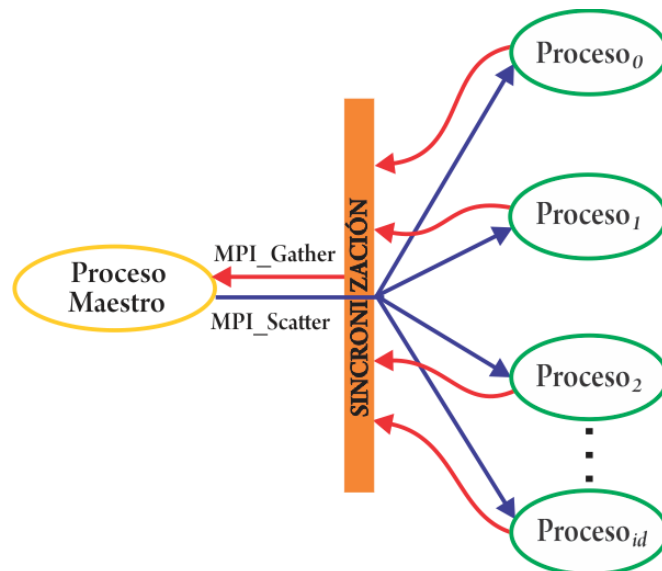 Proceso0
Proceso1
MPI_Gather
Proceso
Maestro
MPI_Scatter
SINCRONIZACIÓN
Proceso2
Procesoid